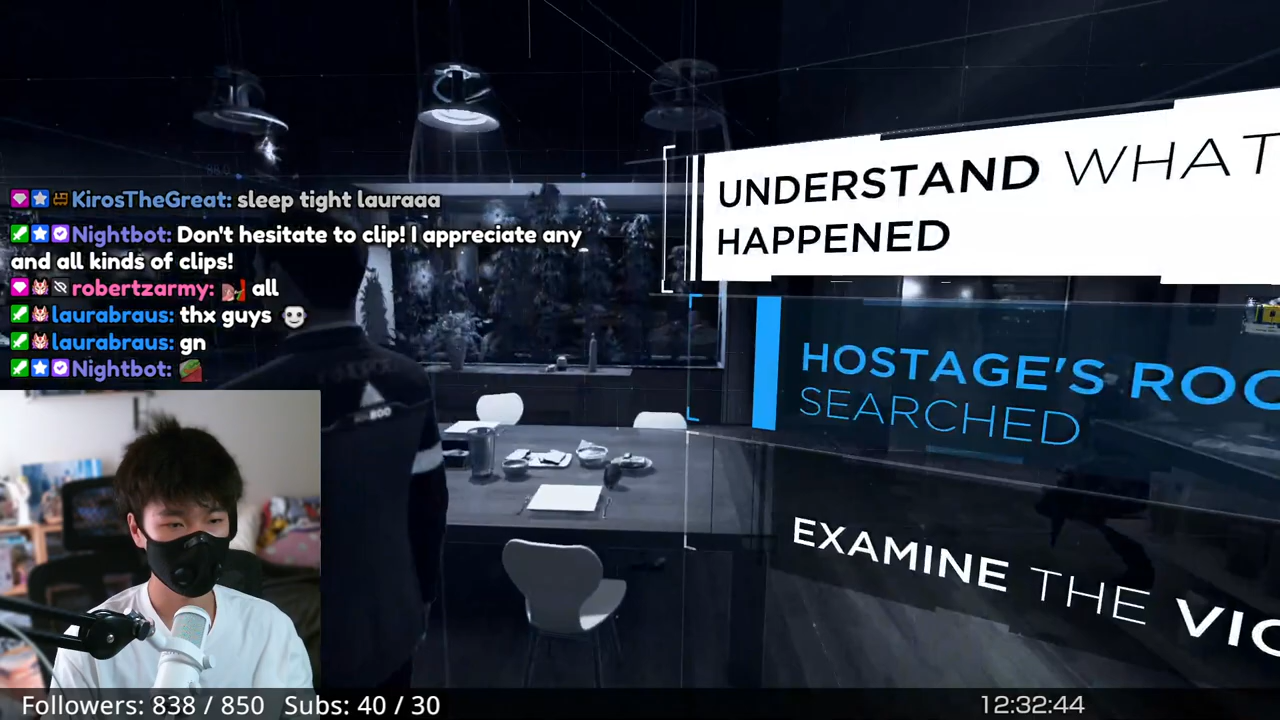 KirosTheGreat: sleep tight lauraaa
Nightbot: Don't hesitate to clip! I appreciate any
and all kinds of clips!
robertzarmy: all
laurabraus: thx guys
laurabraus: gn
Nightbot:
UNDERSTAND WHAT
HAPPENED
HOSTAGE'S ROO
SEARCHED
EXAMINE THE VIC
800
Followers: 838 / 850 Subs: 40 / 30
12:32:44